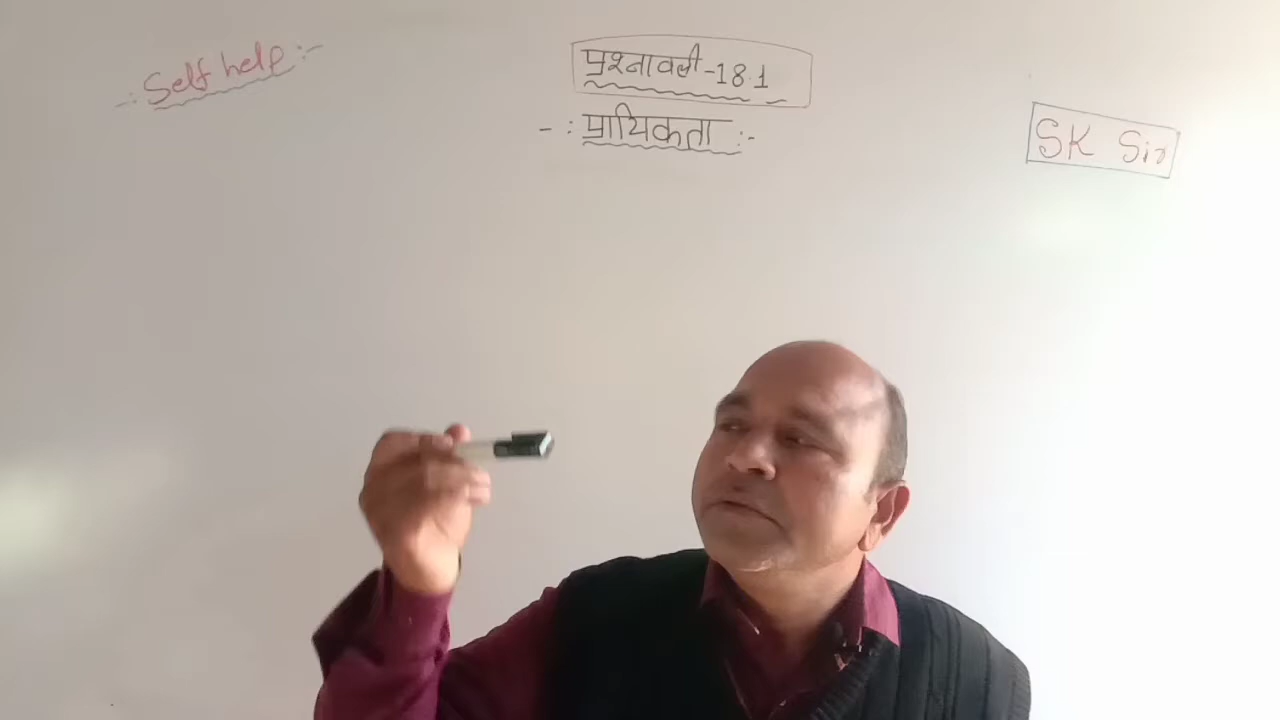 -: Self help :-
प्रश्नावली - 18.1
- : प्रायिकता :-
SK Sir